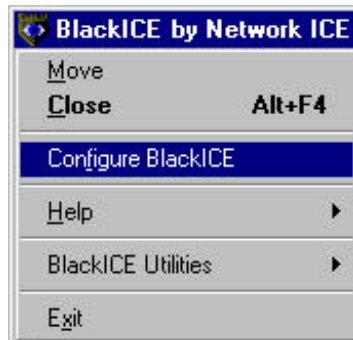 BlackICE by Network ICE
Move
Close Alt+F4
Configure BlackICE
Help
BlackICE Utilities
Exit